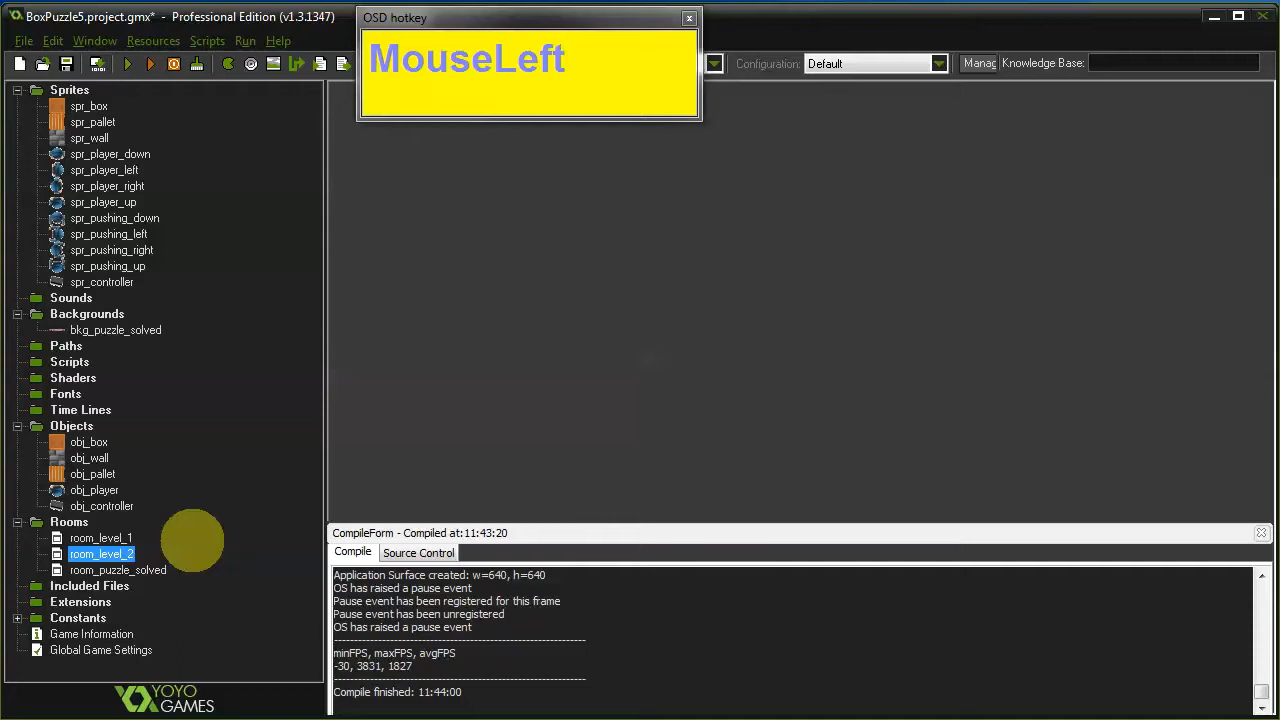 BoxPuzzle5.project.gmx* - Professional Edition (v1.3.1347)
OSD hotkey
MouseLeft
File Edit Window Resources Scripts Run Help
Configuration: Default Manag Knowledge Base:
Sprites
spr_box
spr_pallet
spr_wall
spr_player_down
spr_player_left
spr_player_right
spr_player_up
spr_pushing_down
spr_pushing_left
spr_pushing_right
spr_pushing_up
spr_controller
Sounds
Backgrounds
bkg_puzzle_solved
Paths
Scripts
Shaders
Fonts
Time Lines
Objects
obj_box
obj_wall
obj_pallet
obj_player
obj_controller
Rooms
room_level_1
room_level_2
room_puzzle_solved
Included Files
Extensions
Constants
Game Information
Global Game Settings
YOYO
GAMES
CompileForm - Compiled at:11:43:20
Compile Source Control
Application Surface created: w=640, h=640
OS has raised a pause event
Pause event has been registered for this frame
Pause event has been unregistered
OS has raised a pause event
----------------------------------------------------------------
minFPS, maxFPS, avgFPS
-30, 3831, 1827
----------------------------------------------------------------
Compile finished: 11:44:00